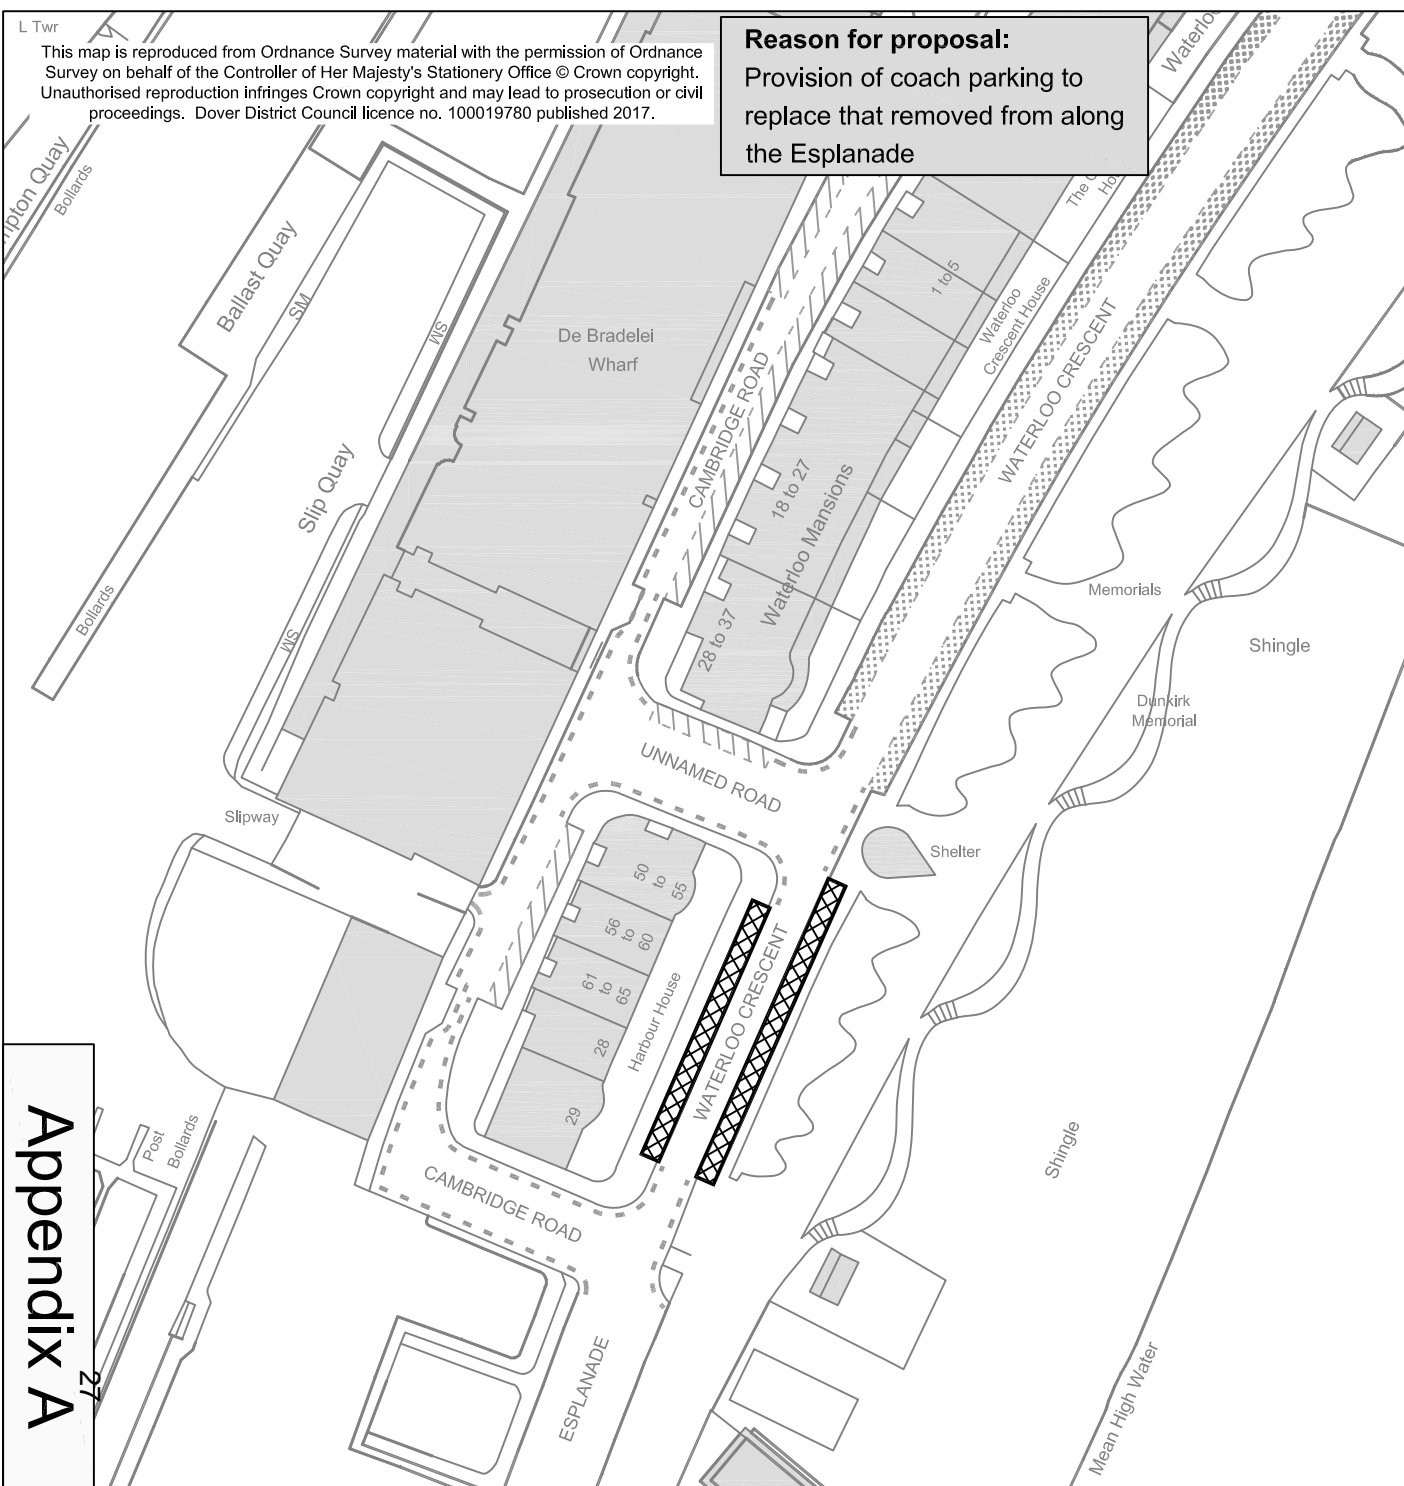 L Twr
This map is reproduced from Ordnance Survey material with the permission of Ordnance
Survey on behalf of the Controller of Her Majesty's Stationery Office © Crown copyright.
Unauthorised reproduction infringes Crown copyright and may lead to prosecution or civil
proceedings. Dover District Council licence no. 100019780 published 2017.
Reason for proposal:
Provision of coach parking to
replace that removed from along
the Esplanade
Quay
Bollards
Ballast Quay
SM
SM
De Bradelei
Wharf
CAMBRIDGE ROAD
1 to 5
Waterloo
Crescent House
The
WATERLOO CRESCENT
Slip Quay
18 to 27
Waterloo Mansions
28 to 37
Bollards
SM
Memorials
Shingle
Dunkirk
Memorial
UNNAMED ROAD
Slipway
Shelter
50
to
55
56
to
60
61
to
65
28
29
Harbour House
WATERLOO CRESCENT
CAMBRIDGE ROAD
Post
Bollards
Shingle
ESPLANADE
Mean High Water
Appendix A
27